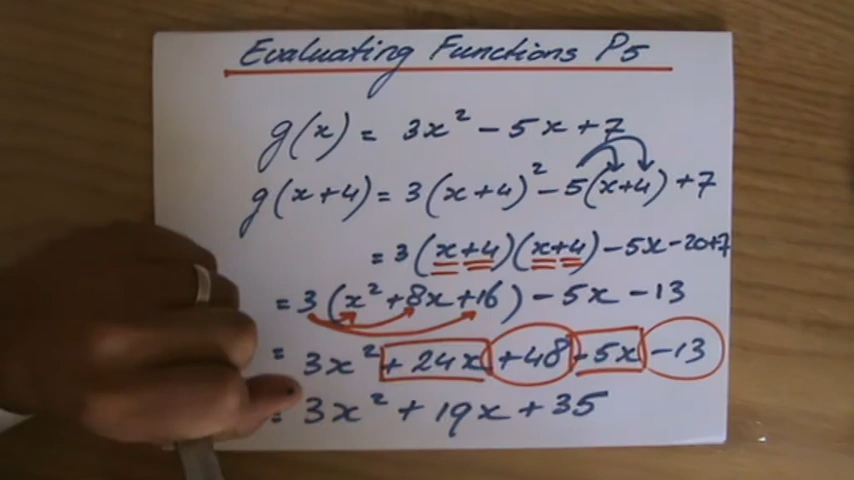 Evaluating Functions P5
g(x) = 3x² - 5x + 7
g(x+4) = 3(x+4)² - 5(x+4) + 7
= 3(x+4)(x+4) - 5x - 20 + 7
= 3(x² + 8x + 16) - 5x - 13
= 3x² + 24x + 48 - 5x - 13
= 3x² + 19x + 35